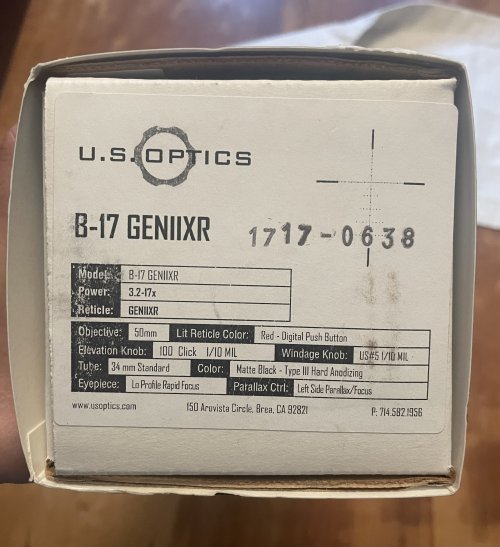 U.S. OPTICS
B-17 GENIIXR 1717-0638
Model: B-17 GENIIXR
Power: 3.2-17x
Reticle: GENIIXR
Objective: 50mm Lit Reticle Color: Red - Digital Push Button
Elevation Knob: 100 Click 1/10 MIL Windage Knob: US#5 1/10 MIL
Tube: 34 mm Standard Color: Matte Black - Type III Hard Anodizing
Eyepiece: Lo Profile Rapid Focus Parallax Ctrl: Left Side Parallax/Focus
www.usoptics.com 150 Arovista Circle, Brea, CA 92821 P: 714.582.1956